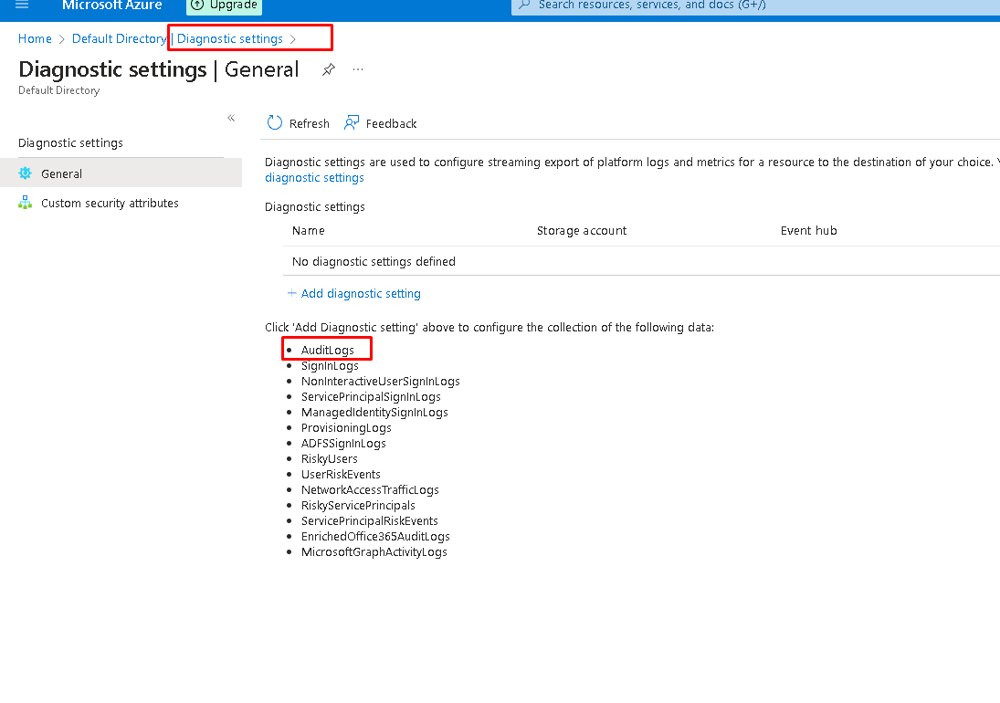 Microsoft Azure
Upgrade
Search resources, services, and docs (G+/)
Home > Default Directory | Diagnostic settings >
Diagnostic settings | General
Default Directory
Refresh
Feedback
Diagnostic settings
General
Custom security attributes
Diagnostic settings are used to configure streaming export of platform logs and metrics for a resource to the destination of your choice.
diagnostic settings
Diagnostic settings
Name Storage account Event hub
No diagnostic settings defined
+ Add diagnostic setting
Click 'Add Diagnostic setting' above to configure the collection of the following data:
• AuditLogs
• SignInLogs
• NonInteractiveUserSignInLogs
• ServicePrincipalSignInLogs
• ManagedIdentitySignInLogs
• ProvisioningLogs
• ADFSSignInLogs
• RiskyUsers
• UserRiskEvents
• NetworkAccessTrafficLogs
• RiskyServicePrincipals
• ServicePrincipalRiskEvents
• EnrichedOffice365AuditLogs
• MicrosoftGraphActivityLogs